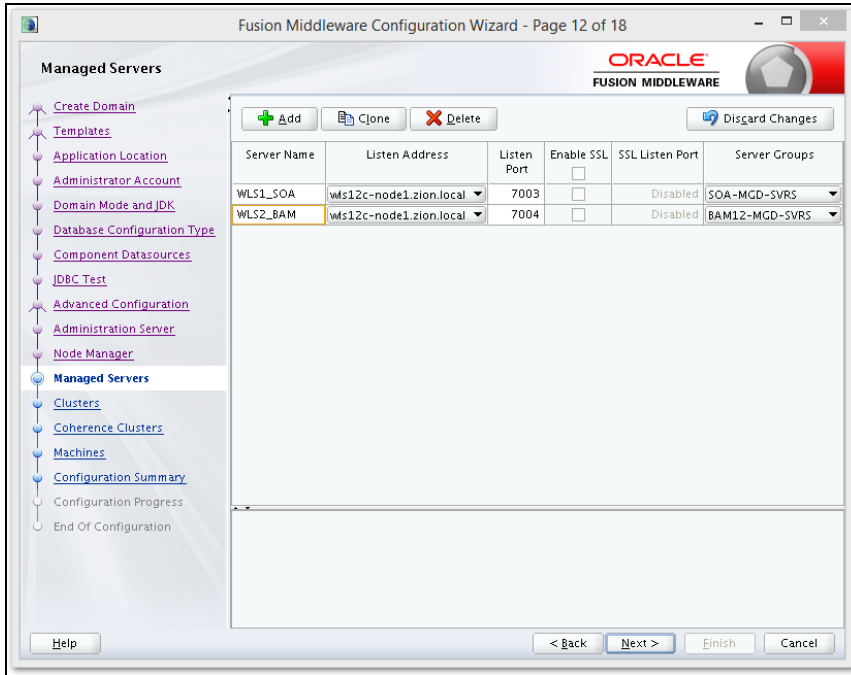 Fusion Middleware Configuration Wizard - Page 12 of 18
Managed Servers
ORACLE
FUSION MIDDLEWARE
Create Domain
Templates
Application Location
Administrator Account
Domain Mode and JDK
Database Configuration Type
Component Datasources
JDBC Test
Advanced Configuration
Administration Server
Node Manager
Managed Servers
Clusters
Coherence Clusters
Machines
Configuration Summary
Configuration Progress
End Of Configuration
Add Clone Delete Discard Changes
Server Name Listen Address Listen Port Enable SSL SSL Listen Port Server Groups
WLS1_SOA wls12c-node1.zion.local 7003 Disabled SOA-MGD-SVRS
WLS2_BAM wls12c-node1.zion.local 7004 Disabled BAM12-MGD-SVRS
Help < Back Next > Finish Cancel